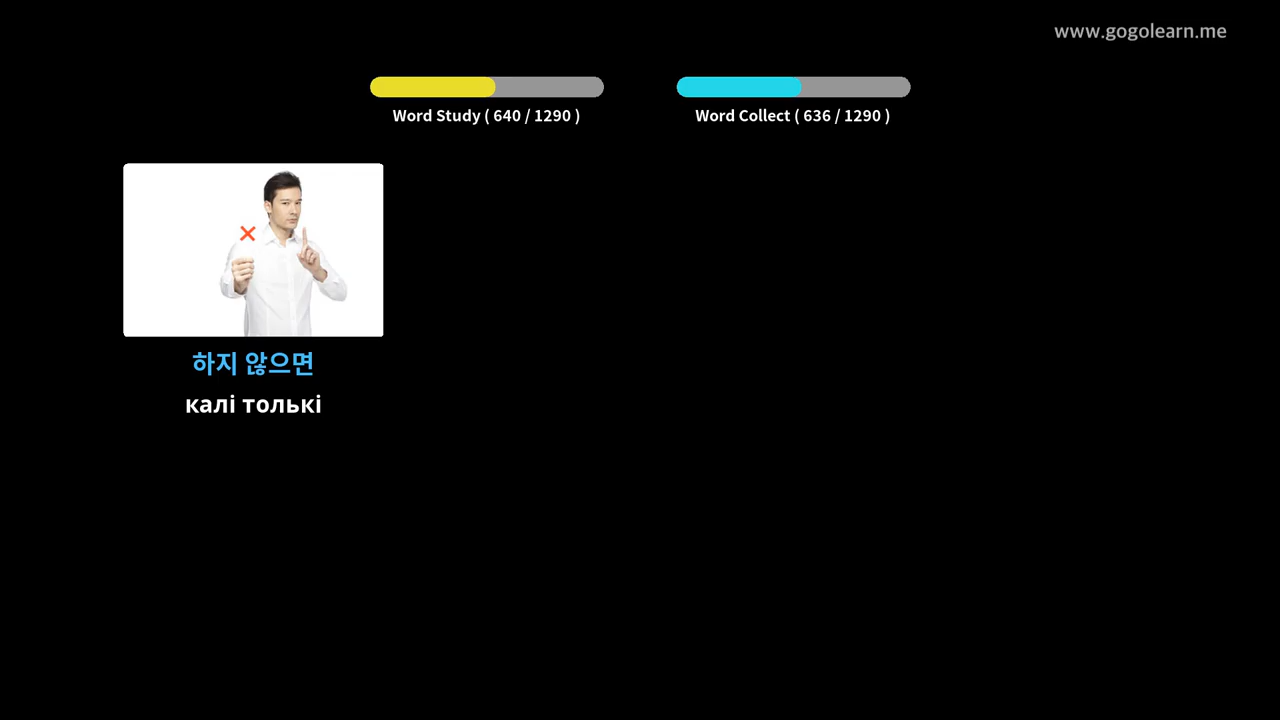 www.gogolearn.me
Word Study ( 640 / 1290 )
Word Collect ( 636 / 1290 )
하지 않으면
калі толькі